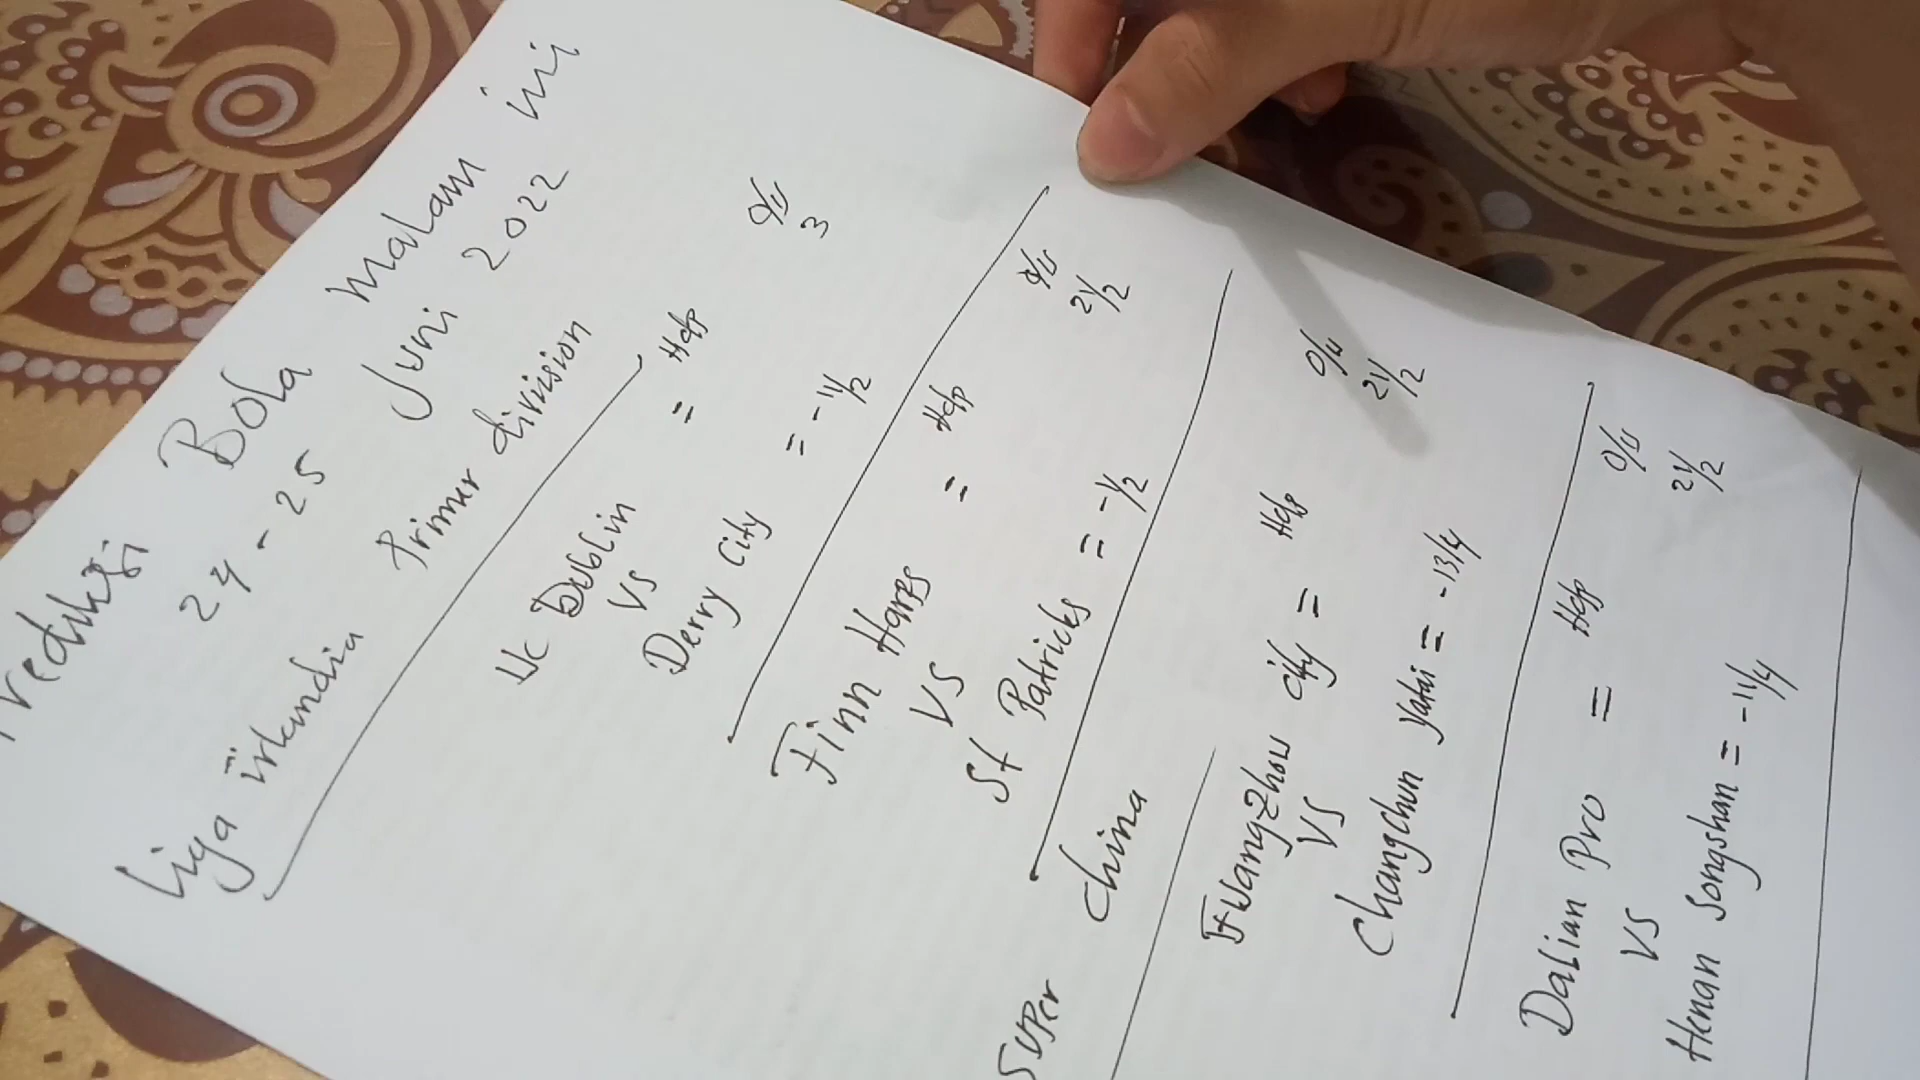 Prediksi Bola malam ini
24-25 Juni 2022
Liga irlandia Primer division
Uc Dublin = Hdp O/U
vs 3
Derry City = -1 1/2
Finn Harps = Hdp O/U
VS 2 1/2
St Patricks = -1/2
Super China
Hwangzhou city = Hdp O/U
VS 2 1/2
Changchun yatai = -1 3/4
Dalian Pro = Hdp O/U
VS 2 1/2
Henan Songshan = -1 1/4